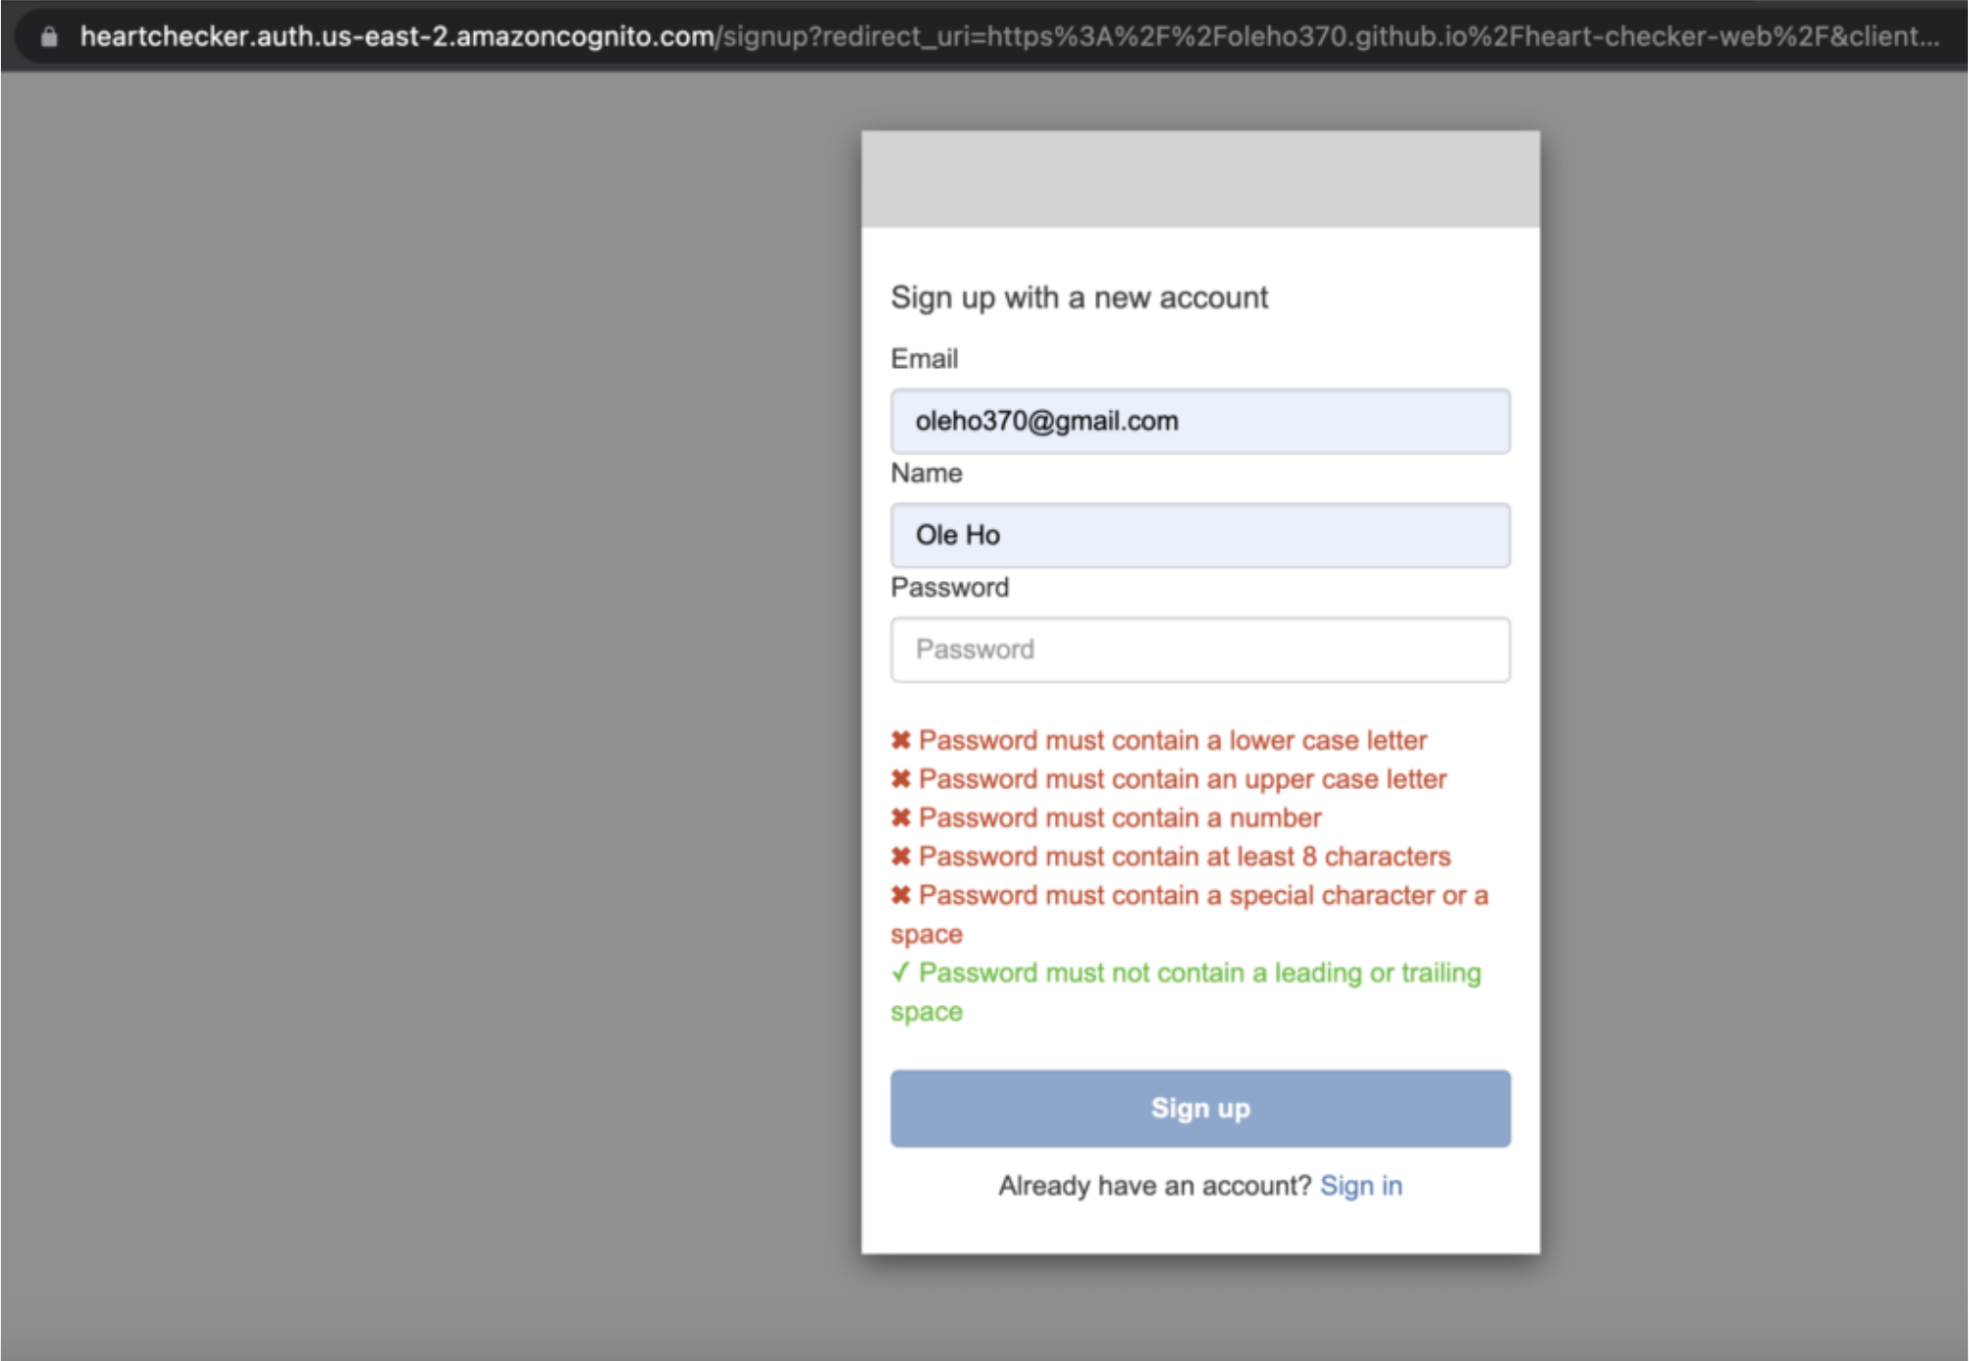 heartchecker.auth.us-east-2.amazoncognito.com/signup?redirect_uri=https%3A%2F%2Foleho370.github.io%2Fheart-checker-web%2F&client...
Sign up with a new account
Email
oleho370@gmail.com
Name
Ole Ho
Password
Password
✖ Password must contain a lower case letter
✖ Password must contain an upper case letter
✖ Password must contain a number
✖ Password must contain at least 8 characters
✖ Password must contain a special character or a
space
✓ Password must not contain a leading or trailing
space
Sign up
Already have an account? Sign in